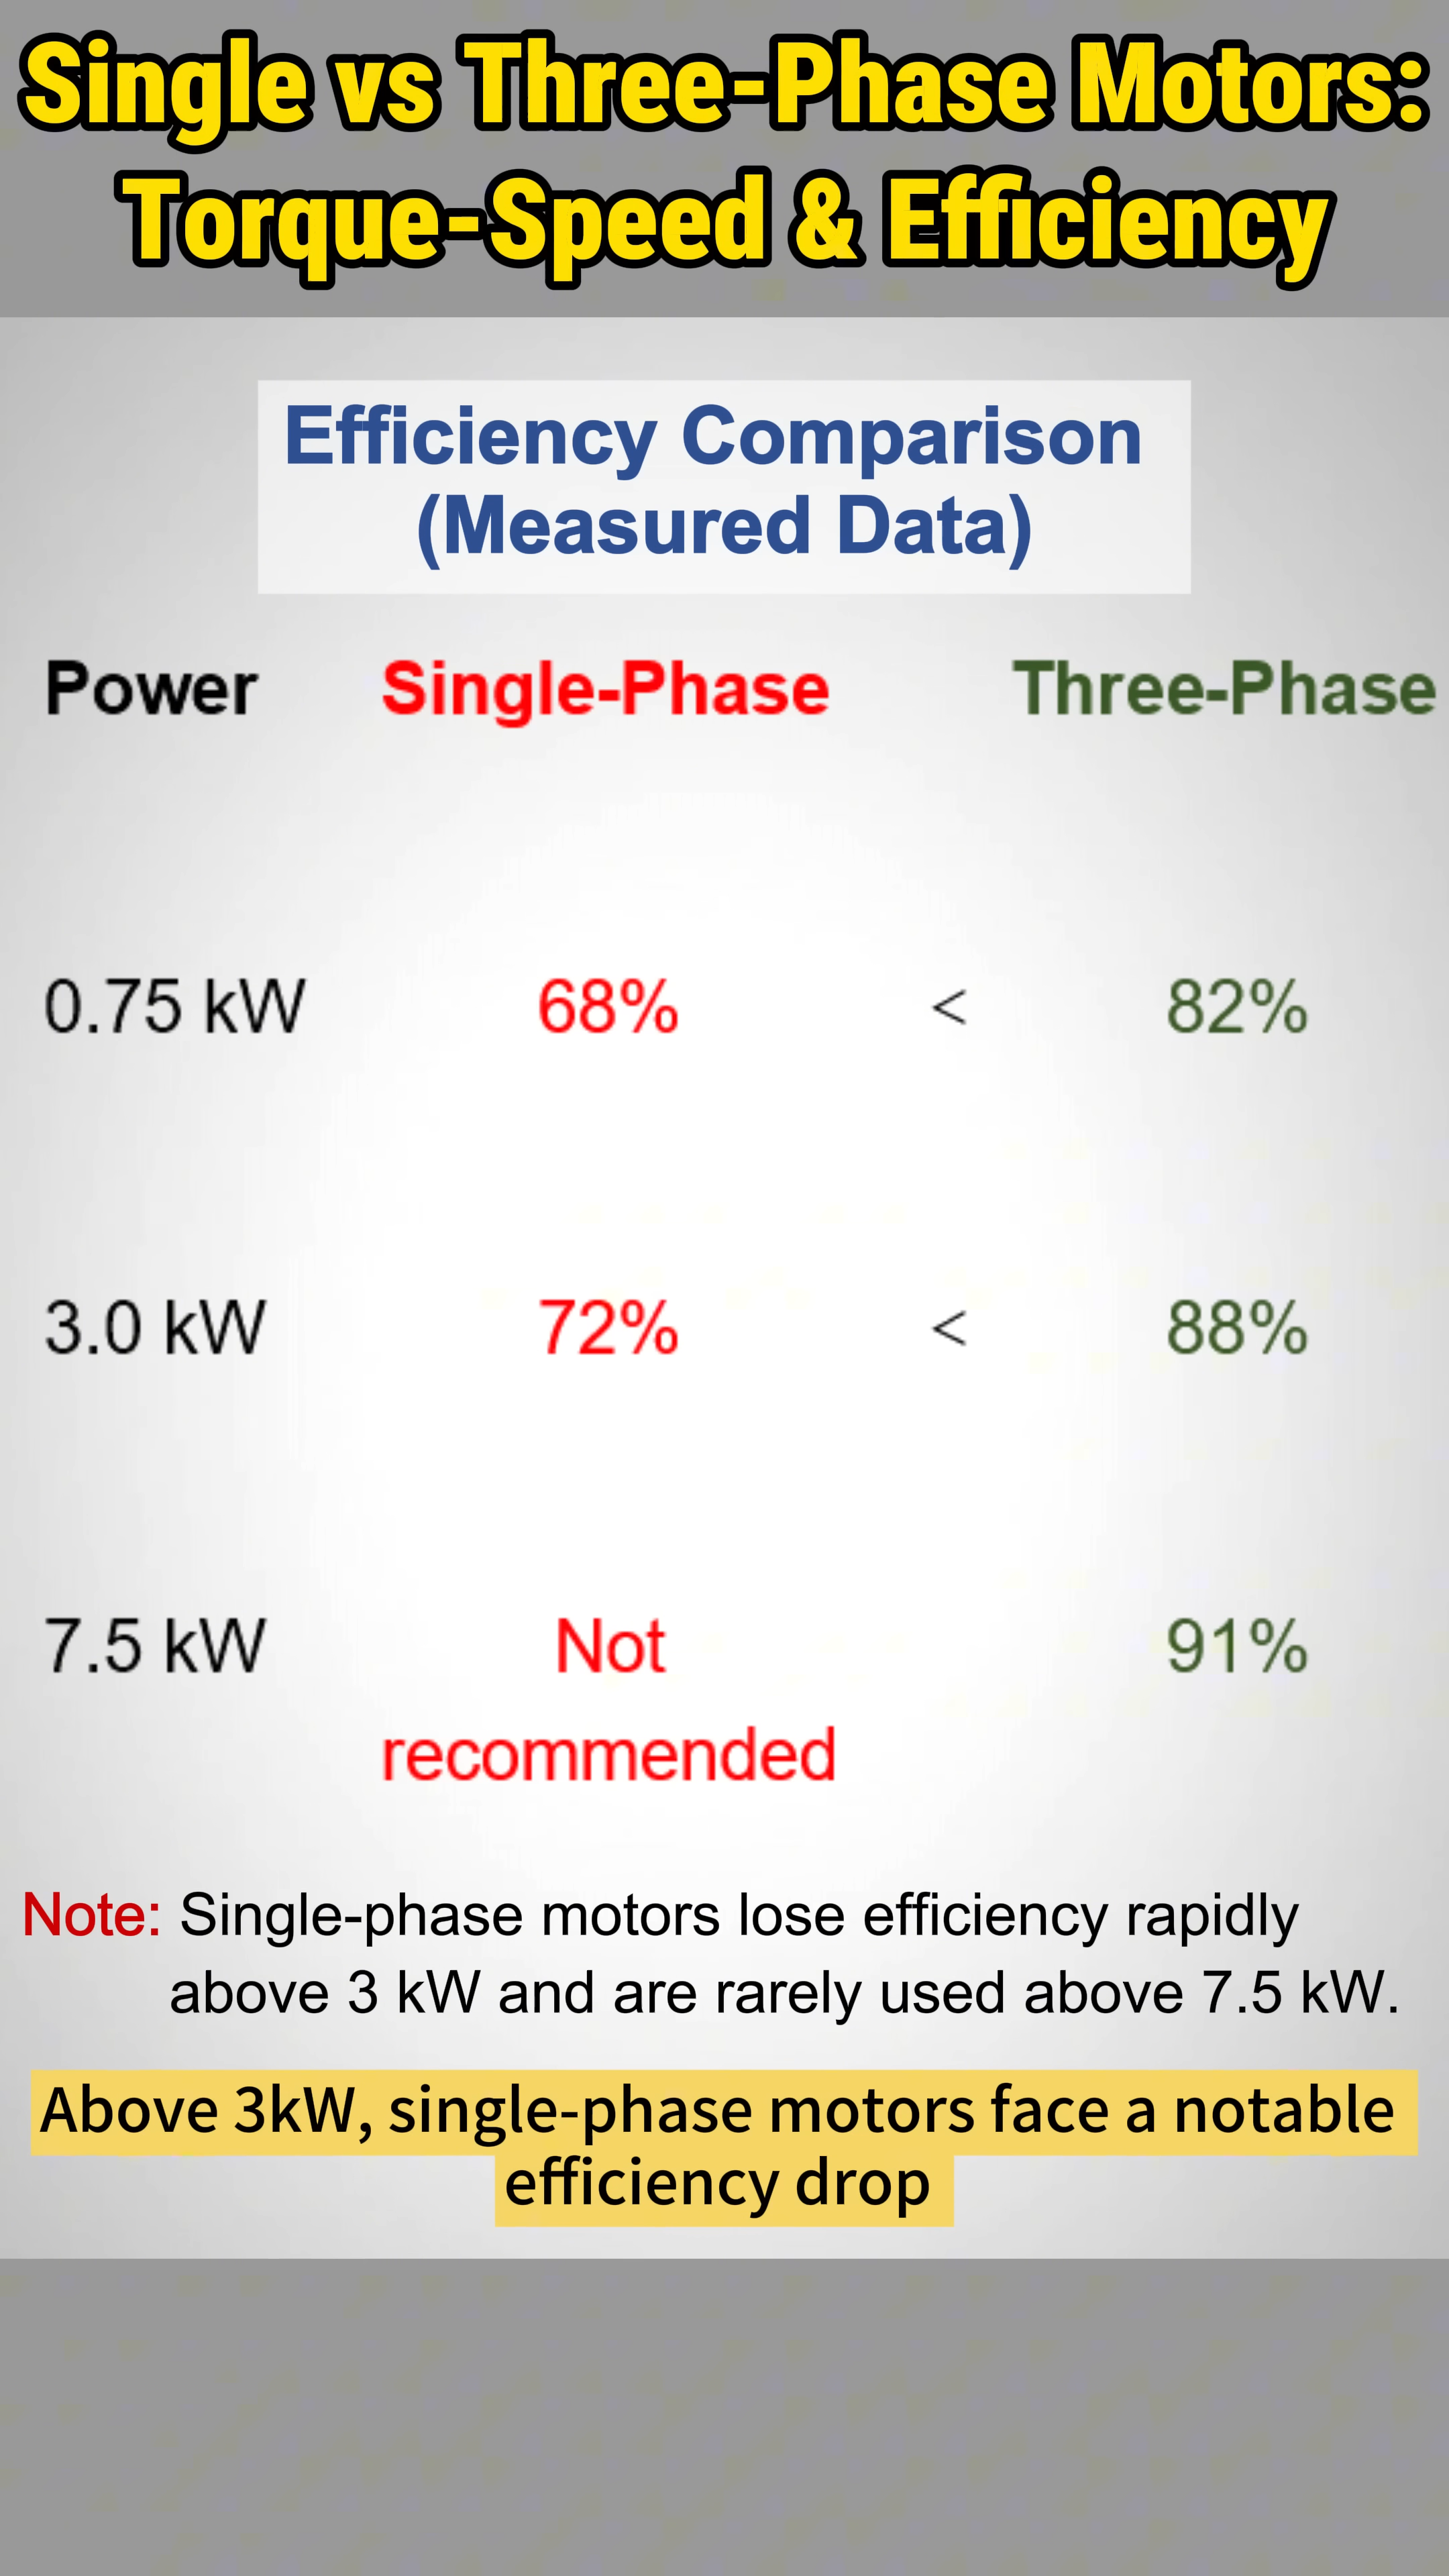 Single vs Three-Phase Motors:
Torque-Speed & Efficiency
Efficiency Comparison
(Measured Data)
Power Single-Phase Three-Phase
0.75 kW 68% < 82%
3.0 kW 72% < 88%
7.5 kW Not 91%
recommended
Note: Single-phase motors lose efficiency rapidly
above 3 kW and are rarely used above 7.5 kW.
Above 3kW, single-phase motors face a notable
efficiency drop